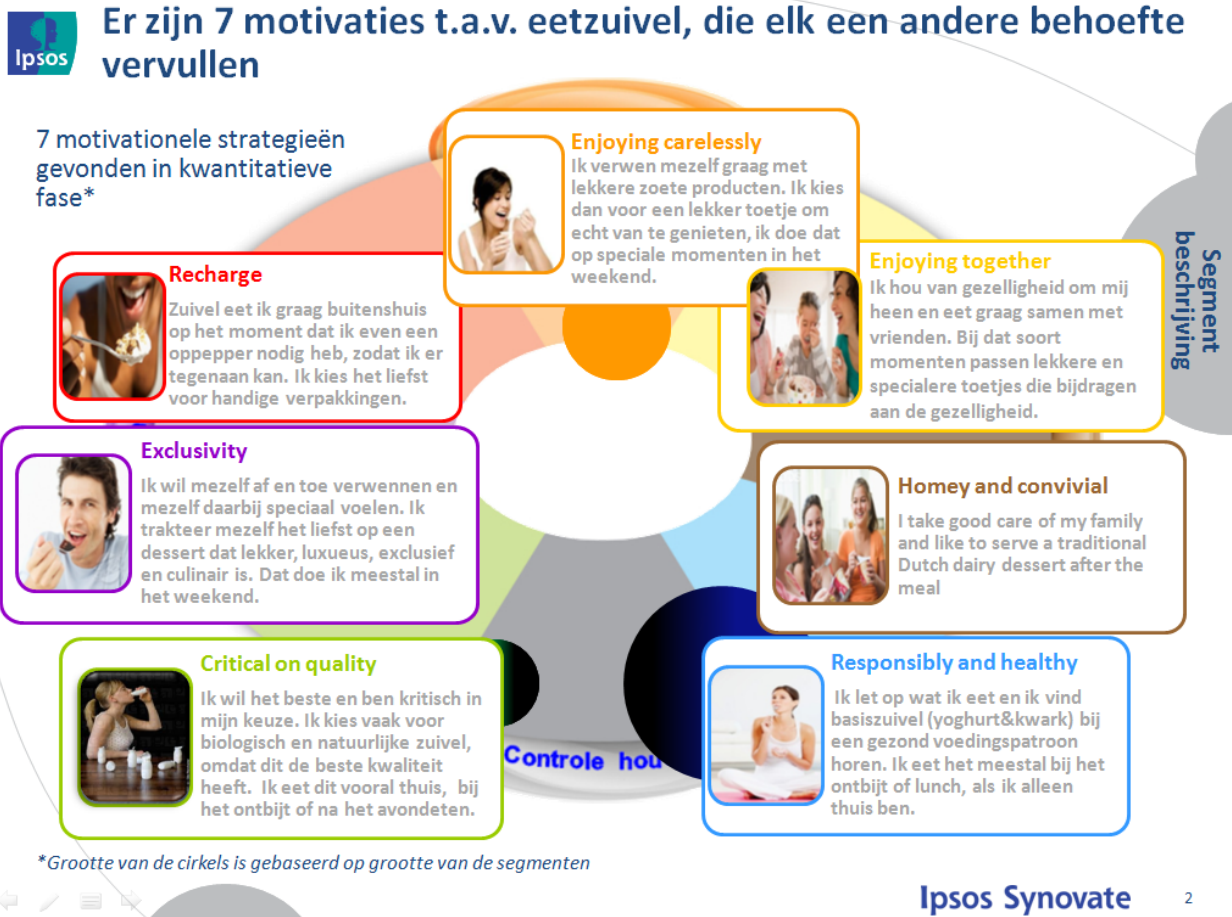 Ipsos
Er zijn 7 motivaties t.a.v. eetzuivel, die elk een andere behoefte
vervullen
7 motivationele strategieën
gevonden in kwantitatieve
fase*
Enjoying carelessly
Ik verwen mezelf graag met
lekkere zoete producten. Ik kies
dan voor een lekker toetje om
echt van te genieten, ik doe dat
op speciale momenten in het
weekend.
Enjoying together
Ik hou van gezelligheid om mij
heen en eet graag samen met
vrienden. Bij dat soort
momenten passen lekkere en
specialere toetjes die bijdragen
aan de gezelligheid.
Segment
beschrijving
Recharge
Zuivel eet ik graag buitenshuis
op het moment dat ik even een
oppepper nodig heb, zodat ik er
tegenaan kan. Ik kies het liefst
voor handige verpakkingen.
Exclusivity
Ik wil mezelf af en toe verwennen en
mezelf daarbij speciaal voelen. Ik
trakteer mezelf het liefst op een
dessert dat lekker, luxueus, exclusief
en culinair is. Dat doe ik meestal in
het weekend.
Homey and convivial
I take good care of my family
and like to serve a traditional
Dutch dairy dessert after the
meal
Critical on quality
Ik wil het beste en ben kritisch in
mijn keuze. Ik kies vaak voor
biologisch en natuurlijke zuivel,
omdat dit de beste kwaliteit
heeft. Ik eet dit vooral thuis, bij
het ontbijt of na het avondeten.
Controle hou
Responsibly and healthy
Ik let op wat ik eet en ik vind
basiszuivel (yoghurt&kwark) bij
een gezond voedingspatroon
horen. Ik eet het meestal bij het
ontbijt of lunch, als ik alleen
thuis ben.
*Grootte van de cirkels is gebaseerd op grootte van de segmenten
Ipsos Synovate
2